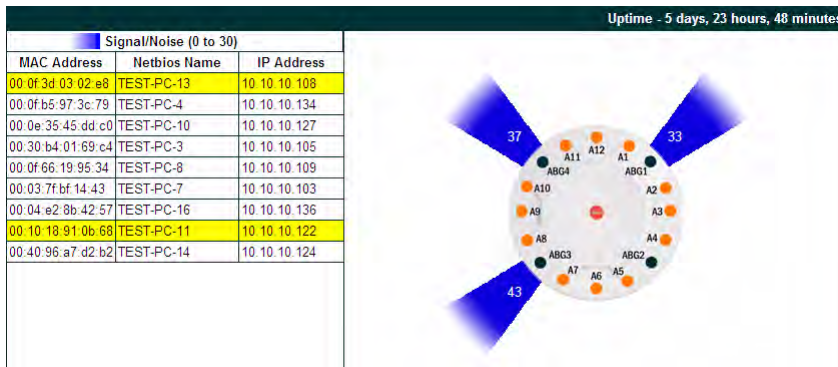 Uptime - 5 days, 23 hours, 48 minutes
Signal/Noise (0 to 30)
MAC Address Netbios Name IP Address
00:0f:3d:03:02:e8 TEST-PC-13 10.10.10.108
00:0f:b5:97:3c:79 TEST-PC-4 10.10.10.134
00:0e:35:45:dd:c0 TEST-PC-10 10.10.10.127
00:30:b4:01:69:c4 TEST-PC-3 10.10.10.105
00:0f:66:19:95:34 TEST-PC-8 10.10.10.109
00:03:7f:bf:14:43 TEST-PC-7 10.10.10.103
00:04:e2:8b:42:57 TEST-PC-16 10.10.10.136
00:10:18:91:0b:68 TEST-PC-11 10.10.10.122
00:40:96:a7:d2:b2 TEST-PC-14 10.10.10.124
37 33
A11 A12 A1
ABG4 ABG1
A10 A2
A9 A3
A8 A4
ABG3 ABG2
A7 A6 A5
43